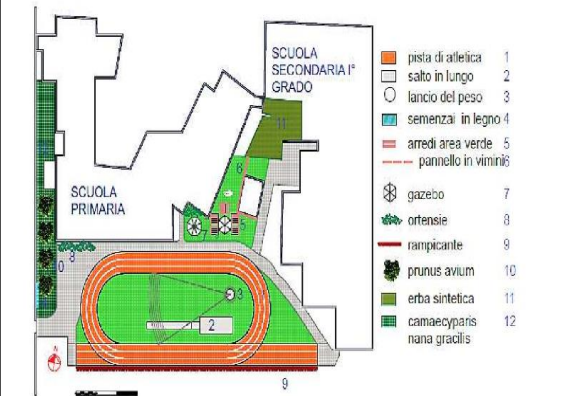 SCUOLA
SECONDARIA I°
GRADO
11
6
SCUOLA
PRIMARIA
5
7
8
0
3
2
9
N
pista di atletica 1
salto in lungo 2
lancio del peso 3
semenzai in legno 4
arredi area verde 5
pannello in vimini 6
gazebo 7
ortensie 8
rampicante 9
prunus avium 10
erba sintetica 11
camaecyparis 12
nana gracilis